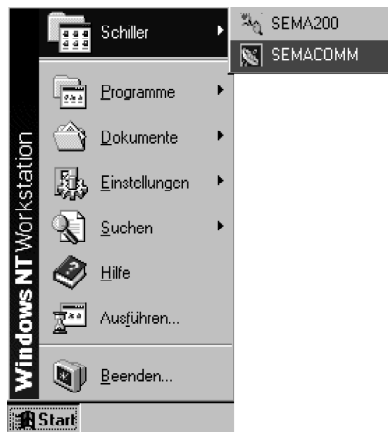 Schiller
SEMA200
SEMACOMM
Programme
Dokumente
Einstellungen
Suchen
Hilfe
Ausführen...
Beenden...
Windows NT Workstation
Start